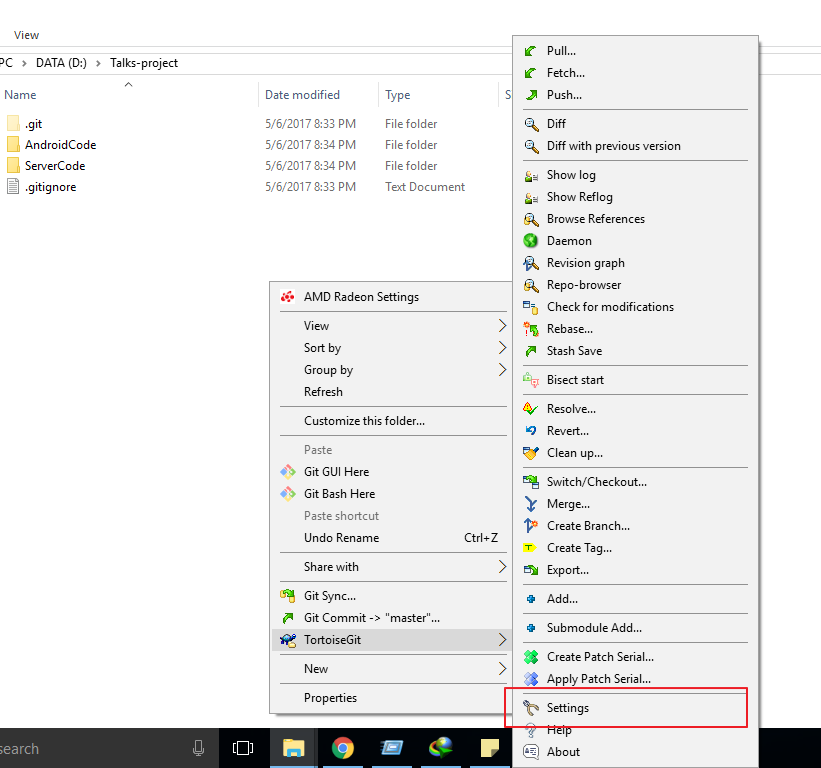 View
PC > DATA (D:) > Talks-project
Name Date modified Type S
.git 5/6/2017 8:33 PM File folder
AndroidCode 5/6/2017 8:34 PM File folder
ServerCode 5/6/2017 8:34 PM File folder
.gitignore 5/6/2017 8:33 PM Text Document
AMD Radeon Settings
View
Sort by
Group by
Refresh
Customize this folder...
Paste
Git GUI Here
Git Bash Here
Paste shortcut
Undo Rename Ctrl+Z
Share with
Git Sync...
Git Commit -> "master"...
TortoiseGit
New
Properties
Pull...
Fetch...
Push...
Diff
Diff with previous version
Show log
Show Reflog
Browse References
Daemon
Revision graph
Repo-browser
Check for modifications
Rebase...
Stash Save
Bisect start
Resolve...
Revert...
Clean up...
Switch/Checkout...
Merge...
Create Branch...
Create Tag...
Export...
Add...
Submodule Add...
Create Patch Serial...
Apply Patch Serial...
Settings
Help
About
search